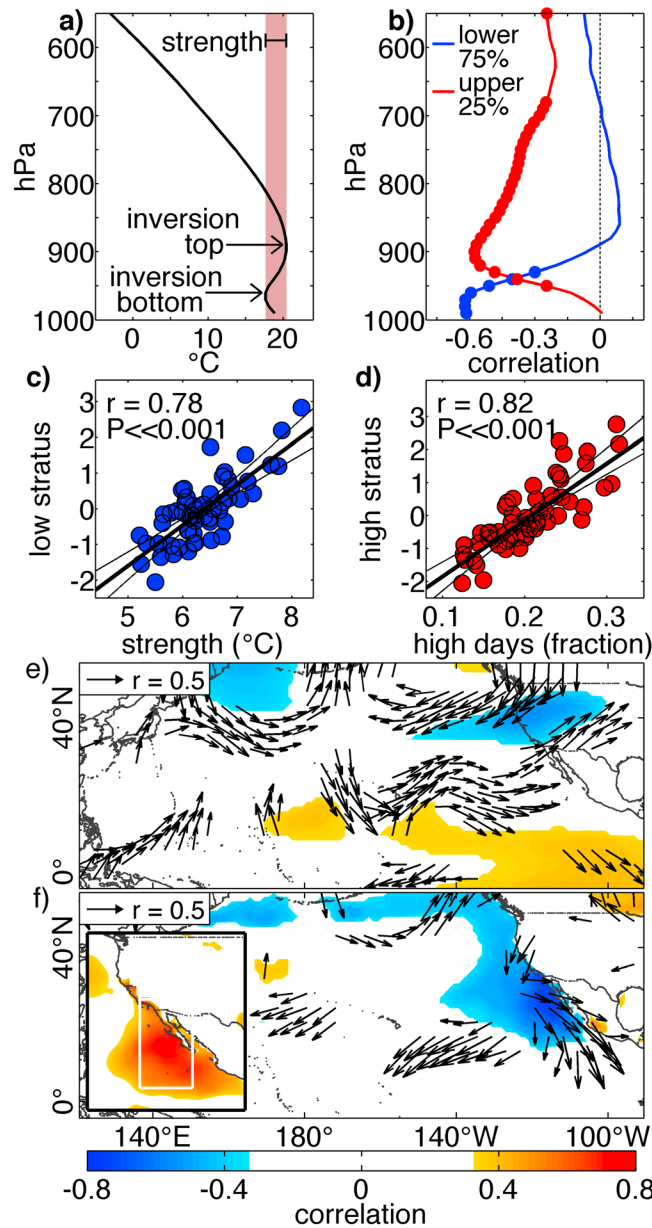 a)
b)
600
700
800
900
1000
hPa
strength
inversion
top
inversion
bottom
0
10
20
°C
600
700
800
900
1000
hPa
lower
75%
upper
25%
-0.6
-0.3
0
correlation
c)
d)
r = 0.78
P<<0.001
3
2
1
0
-1
-2
low stratus
5
6
7
8
strength (°C)
r = 0.82
P<<0.001
3
2
1
0
-1
-2
high stratus
0.1
0.2
0.3
high days (fraction)
e)
r = 0.5
40°N
0°
f)
r = 0.5
40°N
0°
140°E
180°
140°W
100°W
-0.8
-0.4
0
0.4
0.8
correlation